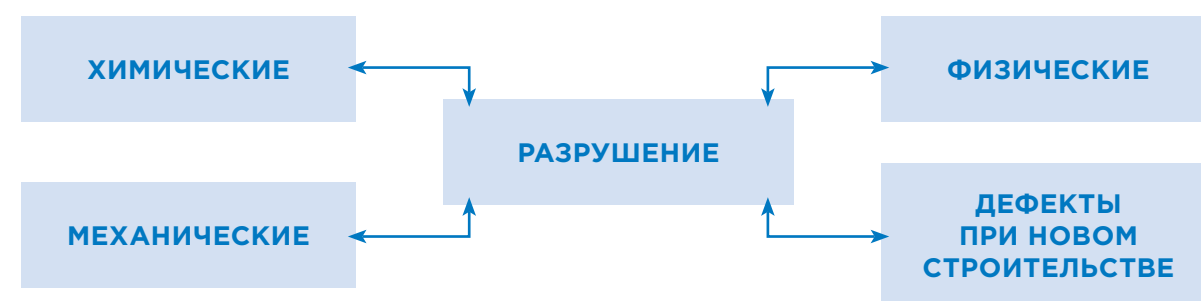 ХИМИЧЕСКИЕ
ФИЗИЧЕСКИЕ
РАЗРУШЕНИЕ
МЕХАНИЧЕСКИЕ
ДЕФЕКТЫ
ПРИ НОВОМ
СТРОИТЕЛЬСТВЕ